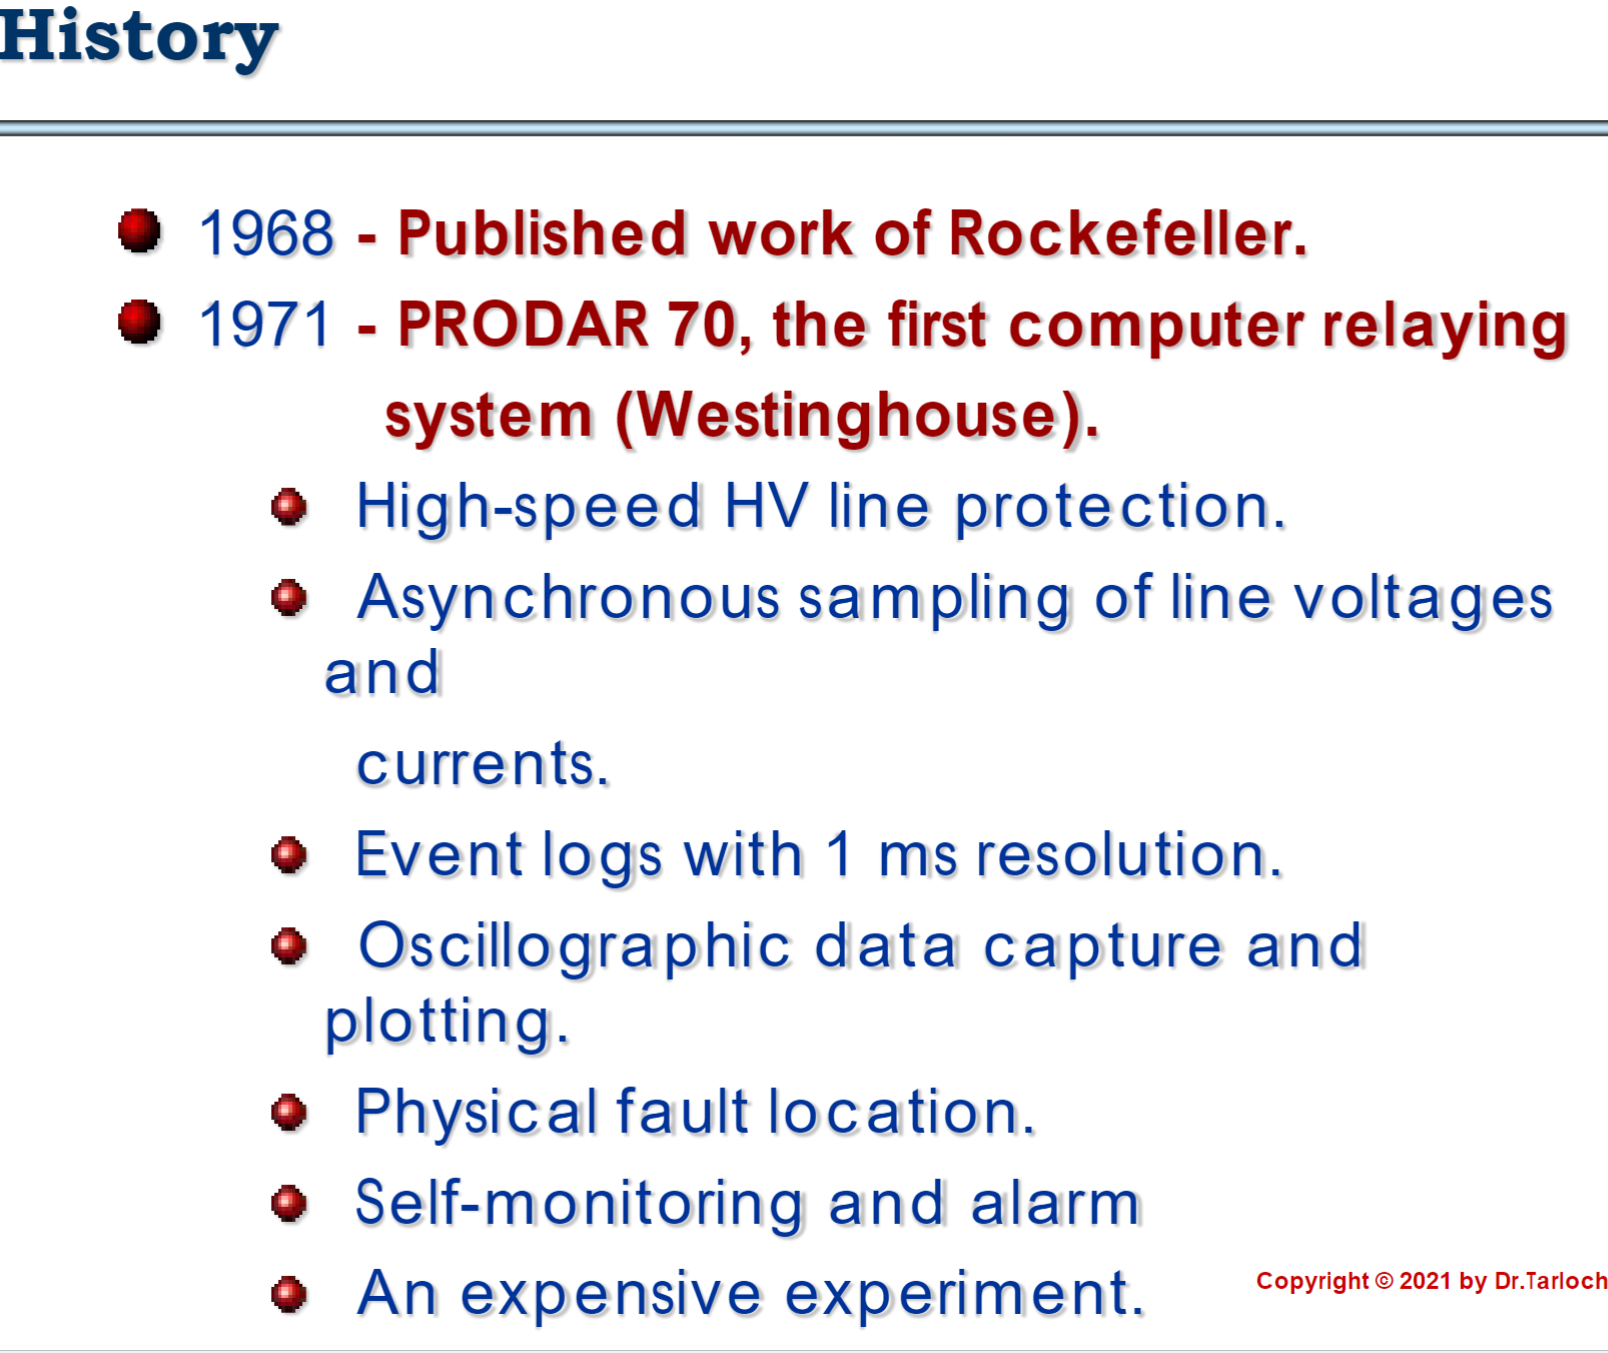 History
1968 - Published work of Rockefeller.
1971 - PRODAR 70, the first computer relaying
system (Westinghouse).
High-speed HV line protection.
Asynchronous sampling of line voltages
and
currents.
Event logs with 1 ms resolution.
Oscillographic data capture and
plotting.
Physical fault location.
Self-monitoring and alarm
An expensive experiment.
Copyright © 2021 by Dr.Tarloch